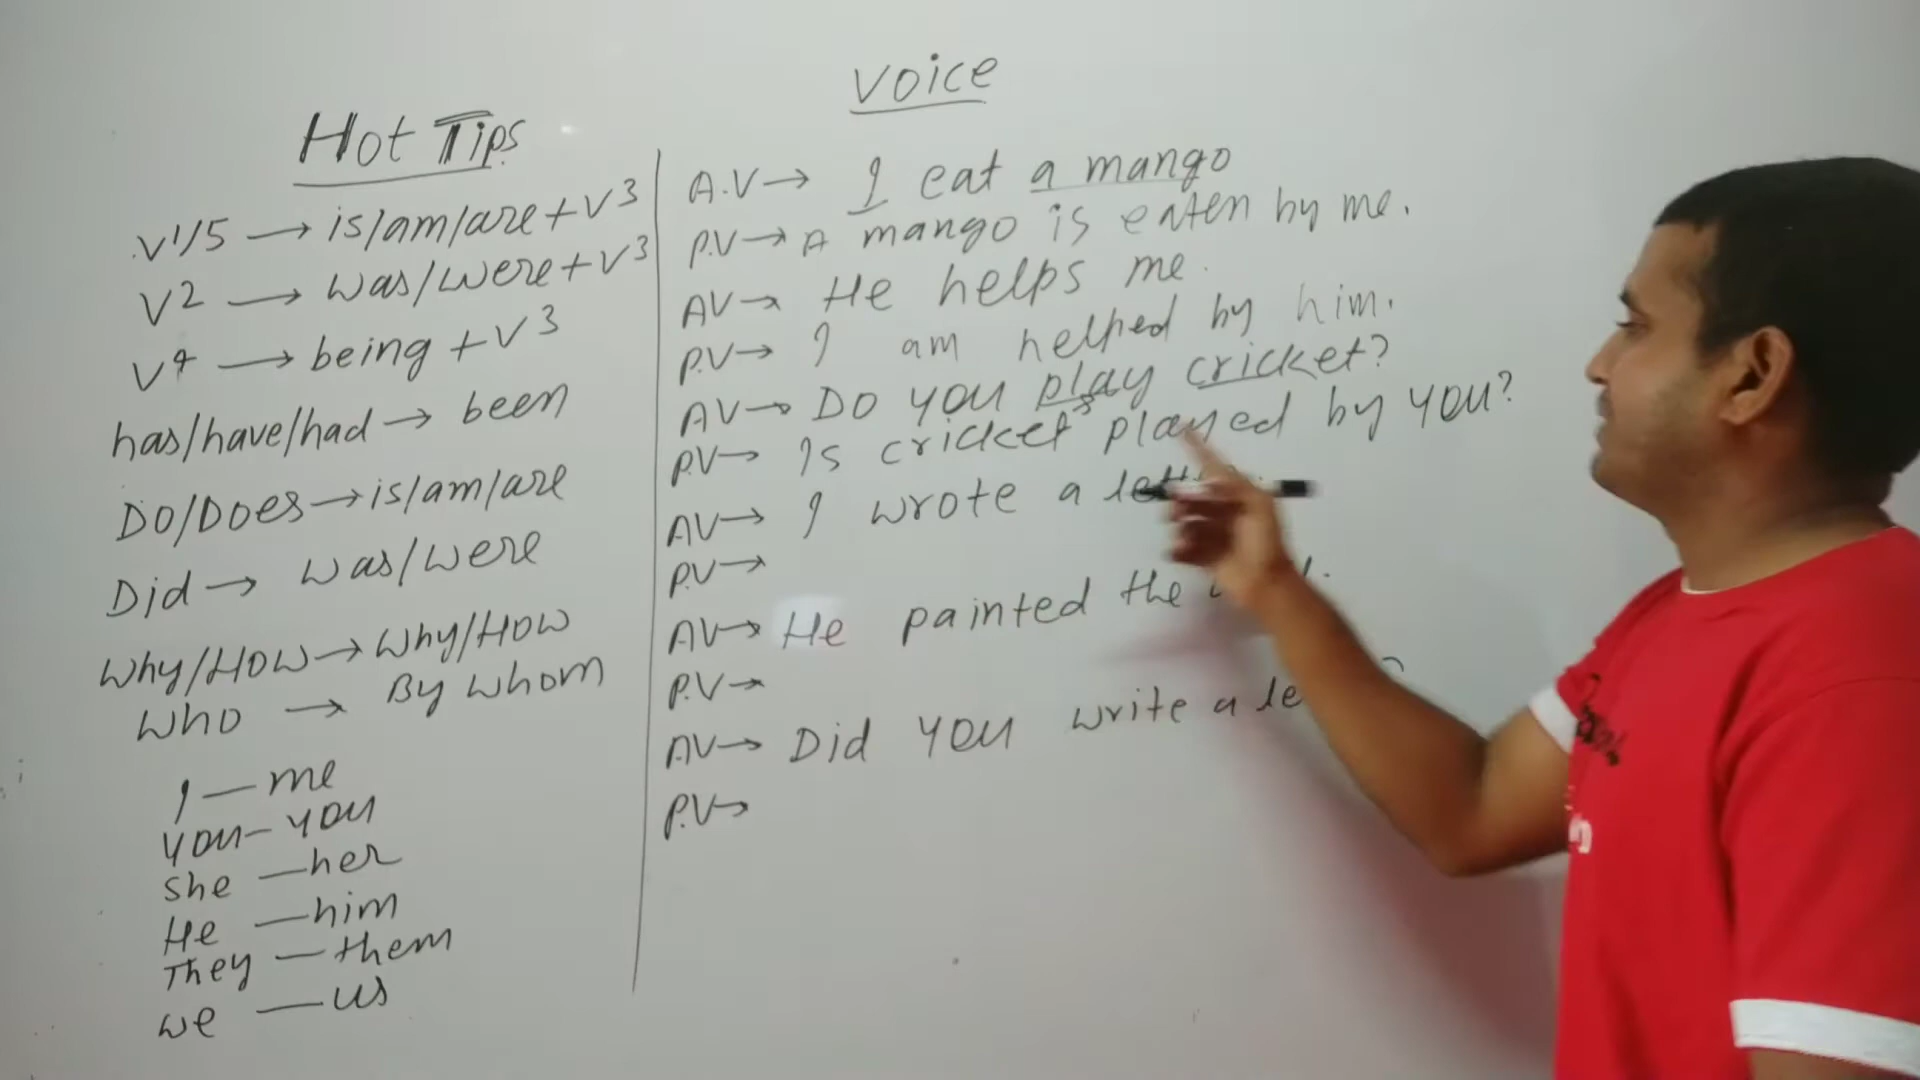 Voice
Hot Tips
V1/5 → is/am/are + V3
V2 → was/were + V3
V4 → being + V3
has/have/had → been
Do/Does → is/am/are
Did → was/were
Why/How → Why/How
Who → By whom
I — me
You — You
She — her
He — him
They — them
we — us
A.V → I eat a mango
P.V → A mango is eaten by me.
AV → He helps me.
P.V → I am helped by him.
AV → Do you play cricket?
P.V → Is cricket played by you?
AV → I wrote a
P.V →
AV → He painted the
P.V →
AV → Did you write a
P.V →